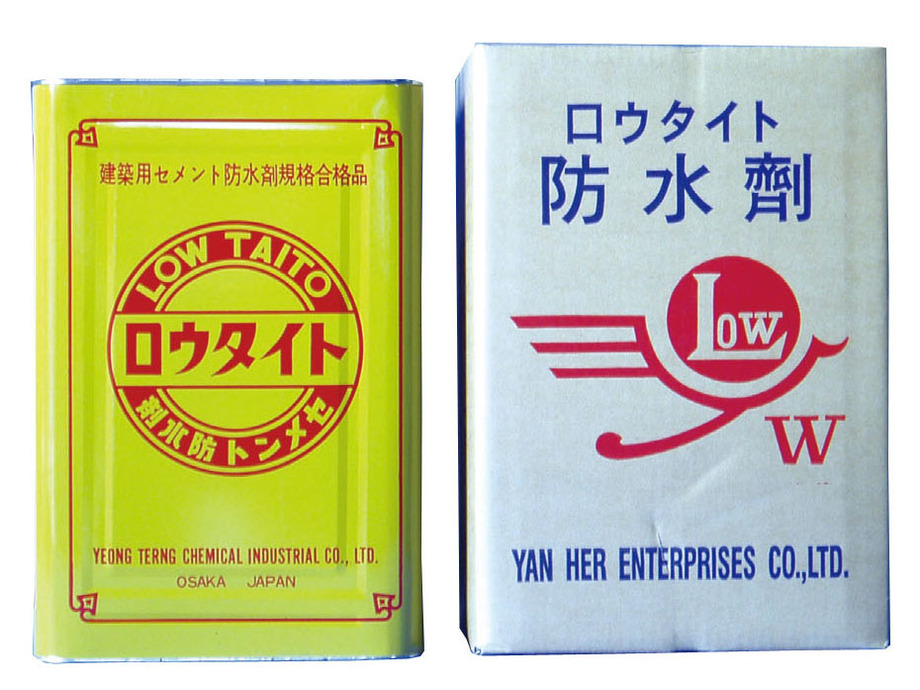 建築用セメント防水剤規格合格品
LOW TAITO
ロウタイト
セメント防水剤
YEONG TERNG CHEMICAL INDUSTRIAL CO., LTD.
OSAKA JAPAN
ロウタイト
防水劑
LOW
W
YAN HER ENTERPRISES CO.,LTD.